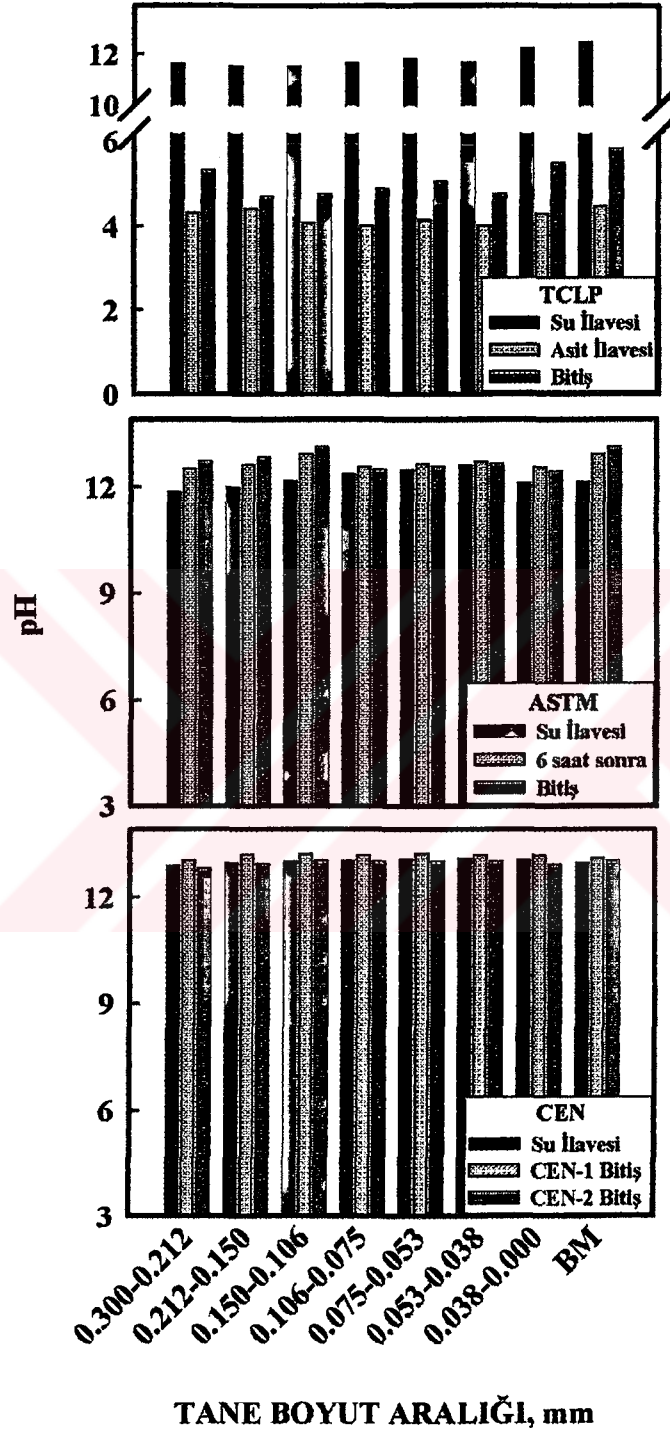 12
10
6
4
2
0
TCLP
Su İlavesi
Asit İlavesi
Bitiş
12
9
6
3
ASTM
Su İlavesi
6 saat sonra
Bitiş
pH
12
9
6
3
CEN
Su İlavesi
CEN-1 Bitiş
CEN-2 Bitiş
0.300-0.212
0.212-0.150
0.150-0.106
0.106-0.075
0.075-0.053
0.053-0.038
0.038-0.000
BM
TANE BOYUT ARALIĞI, mm